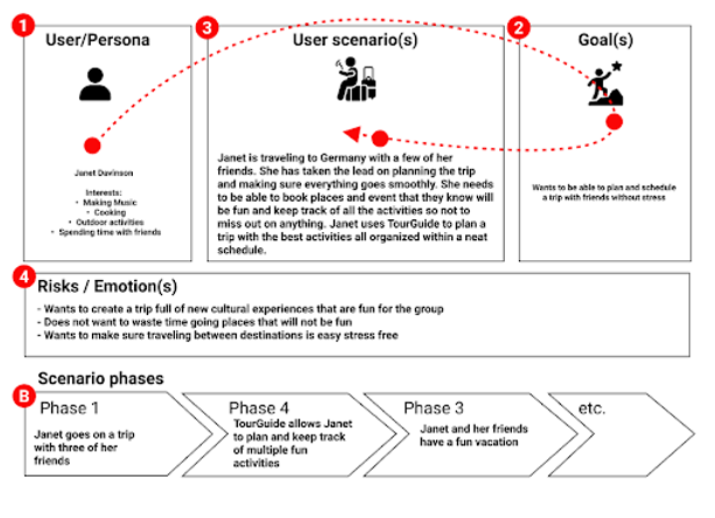 1
User/Persona
Janet Davinson
Interests:
• Making Music
• Cooking
• Outdoor activities
• Spending time with friends
3
User scenario(s)
Janet is traveling to Germany with a few of her
friends. She has taken the lead on planning the trip
and making sure everything goes smoothly. She needs
to be able to book places and event that they know will
be fun and keep track of all the activities so not to
miss out on anything. Janet uses TourGuide to plan a
trip with the best activities all organized within a neat
schedule.
2
Goal(s)
Wants to be able to plan and schedule
a trip with friends without stress
4
Risks / Emotion(s)
- Wants to create a trip full of new cultural experiences that are fun for the group
- Does not want to waste time going places that will not be fun
- Wants to make sure traveling between destinations is easy stress free
Scenario phases
B
Phase 1
Janet goes on a trip
with three of her
friends
Phase 4
TourGuide allows Janet
to plan and keep track
of multiple fun
activities
Phase 3
Janet and her friends
have a fun vacation
etc.